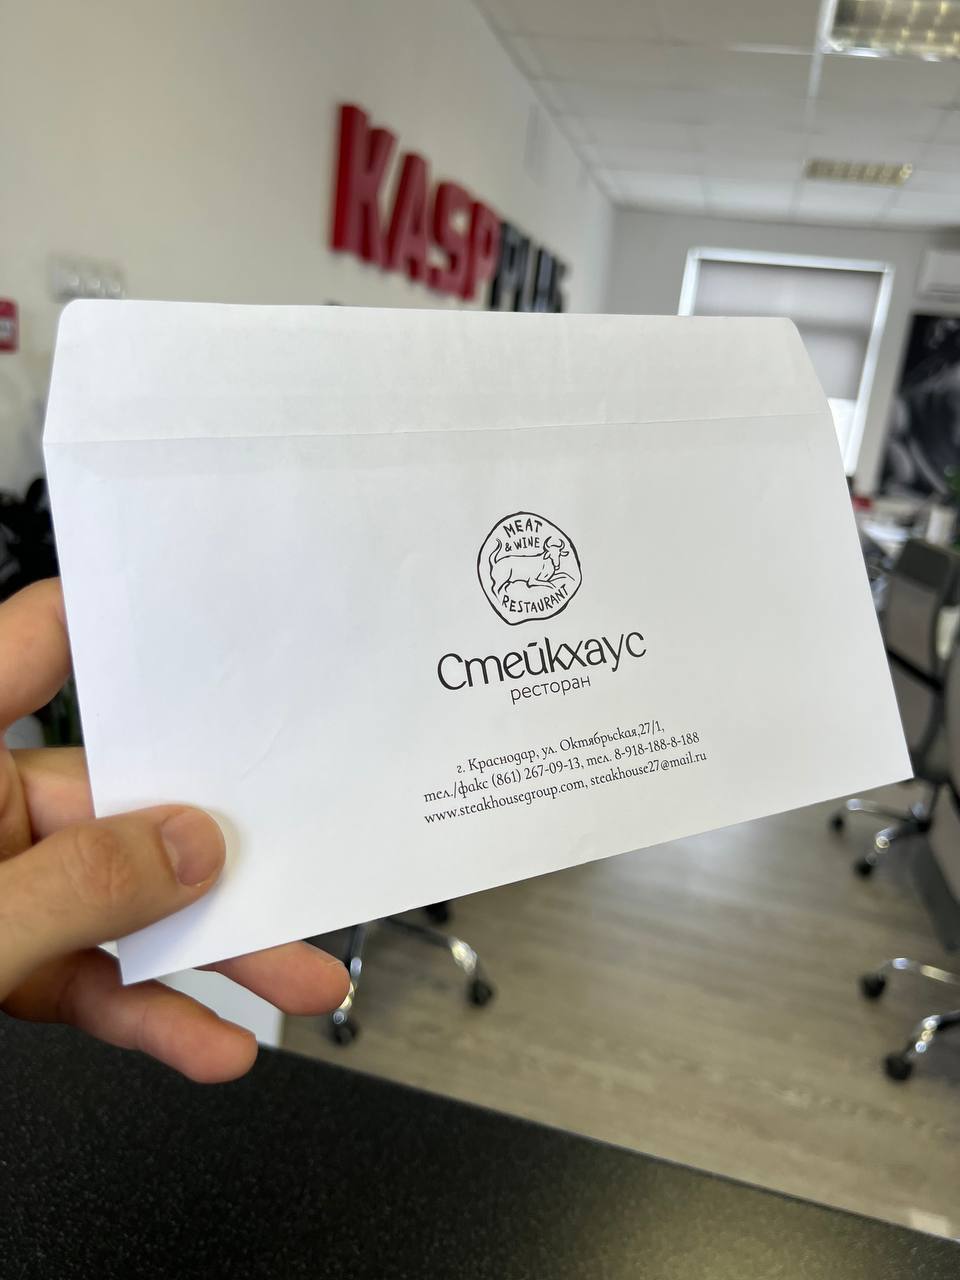 KASP PLUS
MEAT
& WINE
RESTAURANT
Стейкхаус
ресторан
г. Краснодар, ул. Октябрьская,27/1,
тел./факс (861) 267-09-13, тел. 8-918-188-8-188
www.steakhousegroup.com, steakhouse27@mail.ru